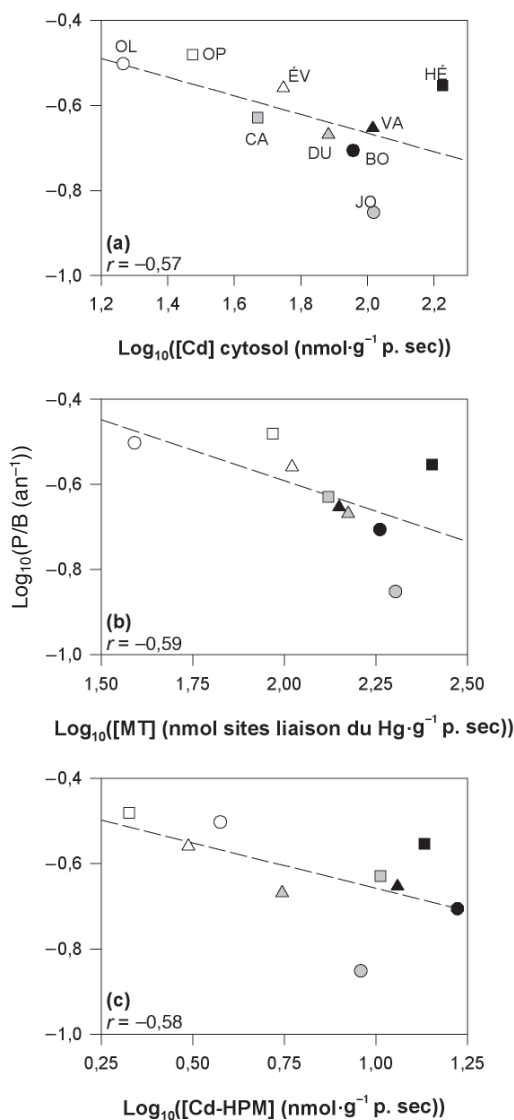 −0,4
OL
OP
ÉV
HÉ
−0,6
CA
DU
VA
BO
−0,8
JO
(a)
r = −0,57
−1,0
1,2 1,4 1,6 1,8 2,0 2,2
Log₁₀([Cd] cytosol (nmol·g⁻¹ p. sec))
−0,4
−0,6
Log₁₀(P/B (an⁻¹))
−0,8
(b)
r = −0,59
−1,0
1,50 1,75 2,00 2,25 2,50
Log₁₀([MT] (nmol sites liaison du Hg·g⁻¹ p. sec))
−0,4
−0,6
−0,8
(c)
r = −0,58
−1,0
0,25 0,50 0,75 1,00 1,25
Log₁₀([Cd-HPM] (nmol·g⁻¹ p. sec))